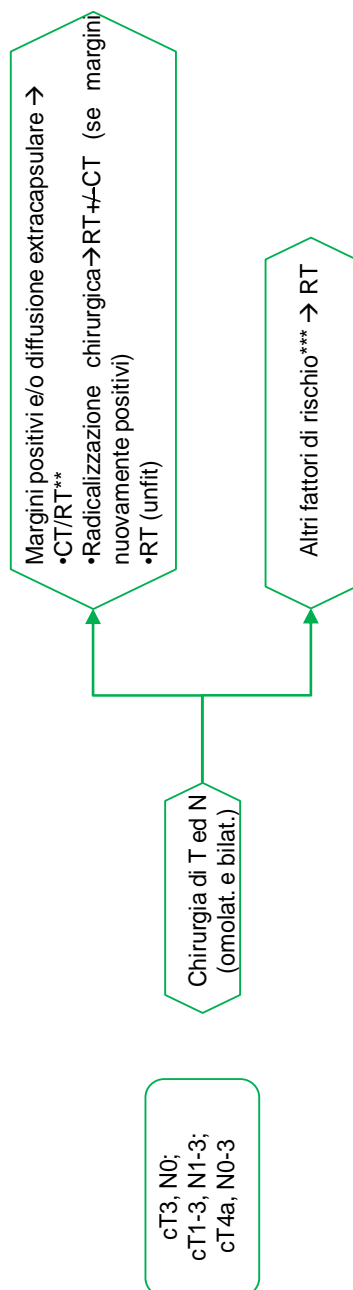 cT3, N0;
cT1-3, N1-3;
cT4a, N0-3
Chirurgia di T ed N
(omolat. e bilat.)
Margini positivi e/o diffusione extracapsulare →
•CT/RT**
•Radicalizzazione chirurgica→RT+/-CT (se margini
nuovamente positivi)
•RT (unfit)
Altri fattori di rischio*** → RT